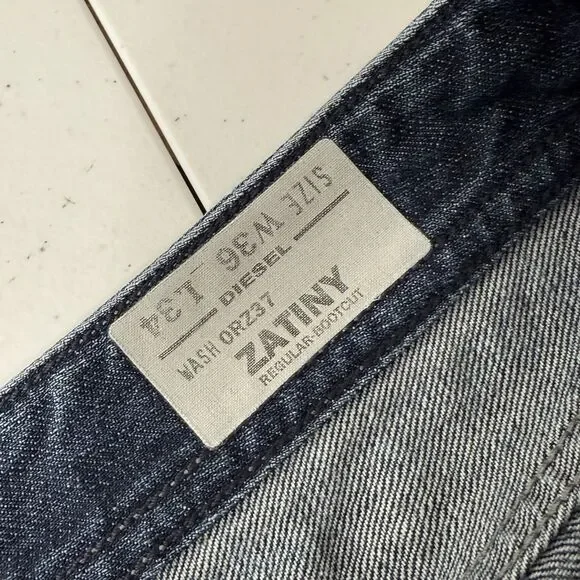 SIZE W36 L34
DIESEL
WASH 0RZ37
ZATINY
REGULAR-BOOTCUT